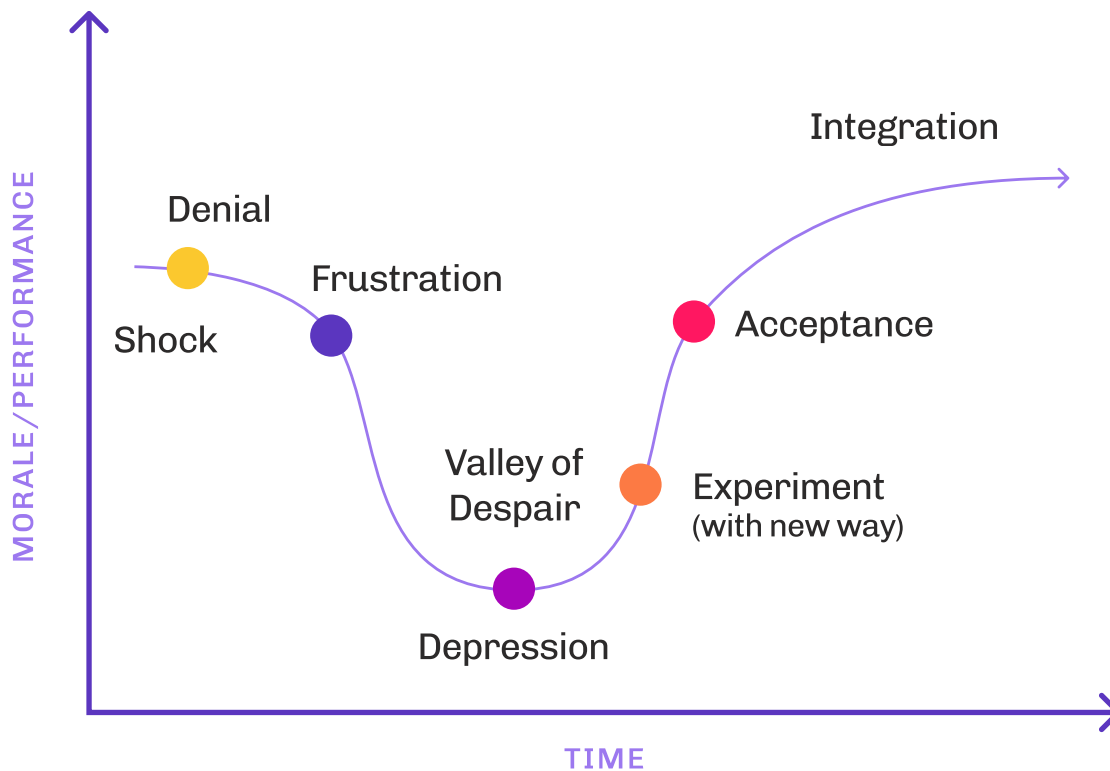 MORALE/PERFORMANCE
Denial
Shock
Frustration
Valley of
Despair
Depression
Experiment
(with new way)
Acceptance
Integration
TIME